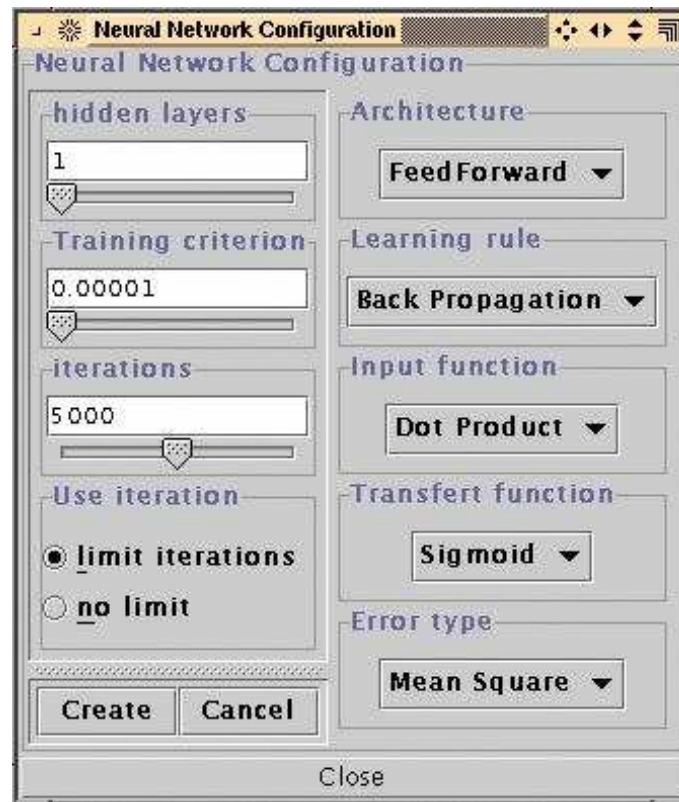 Neural Network Configuration
Neural Network Configuration
hidden layers
1
Training criterion
0.00001
iterations
5000
Use iteration
limit iterations
no limit
Create
Cancel
Architecture
FeedForward
Learning rule
Back Propagation
Input function
Dot Product
Transfert function
Sigmoid
Error type
Mean Square
Close